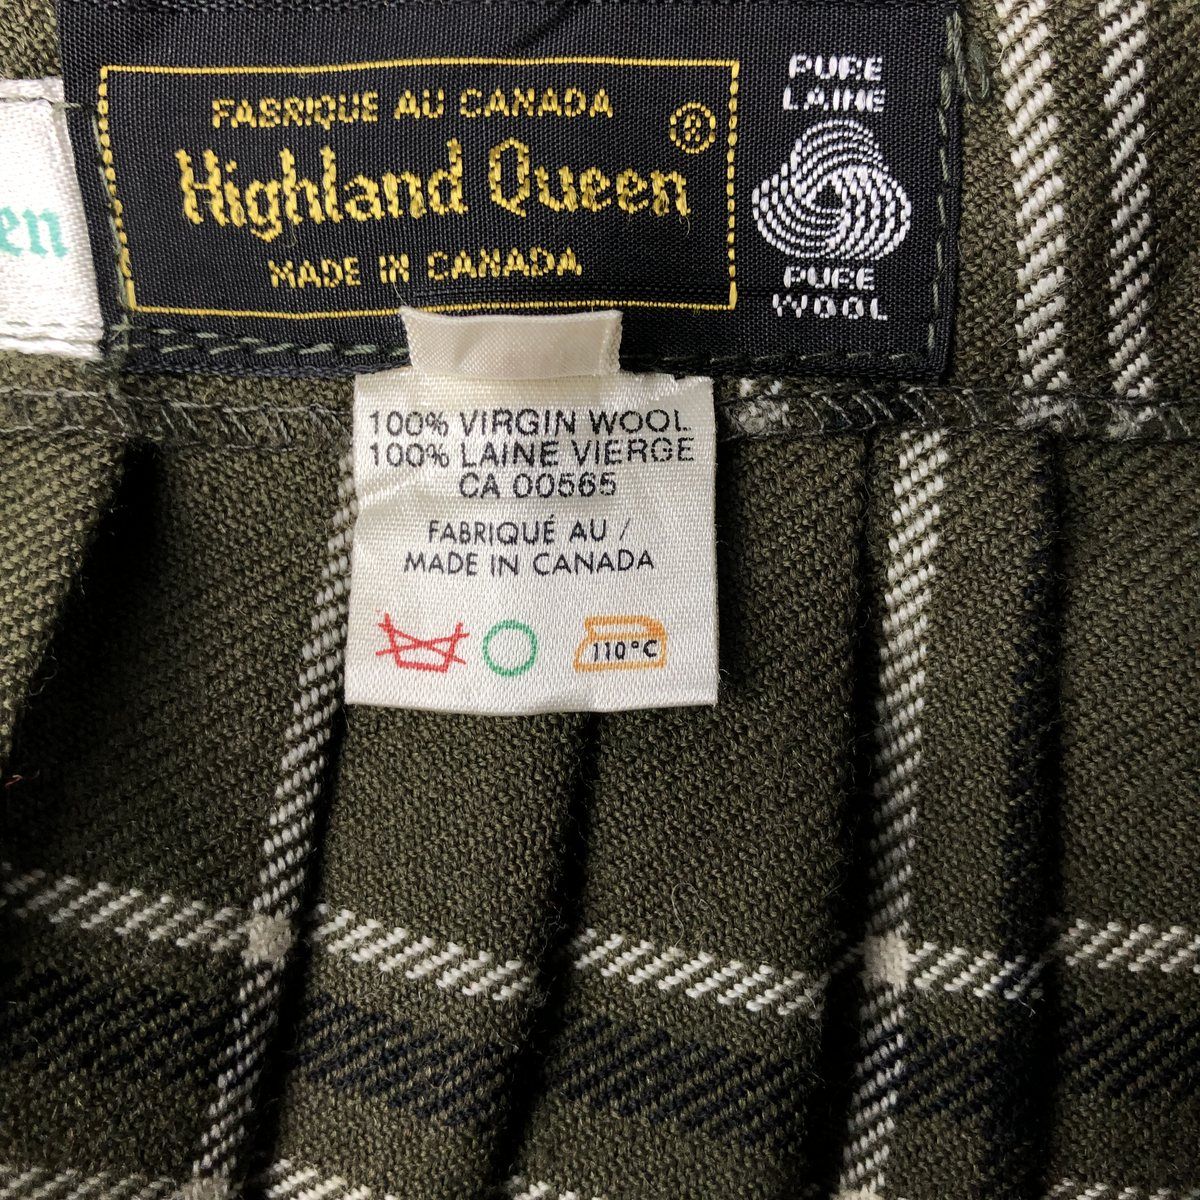 FABRIQUE AU CANADA
Highland Queen ®
MADE IN CANADA
PURE
LAINE
PURE
WOOL
en
100% VIRGIN WOOL
100% LAINE VIERGE
CA 00565
FABRIQUÉ AU /
MADE IN CANADA
110°C